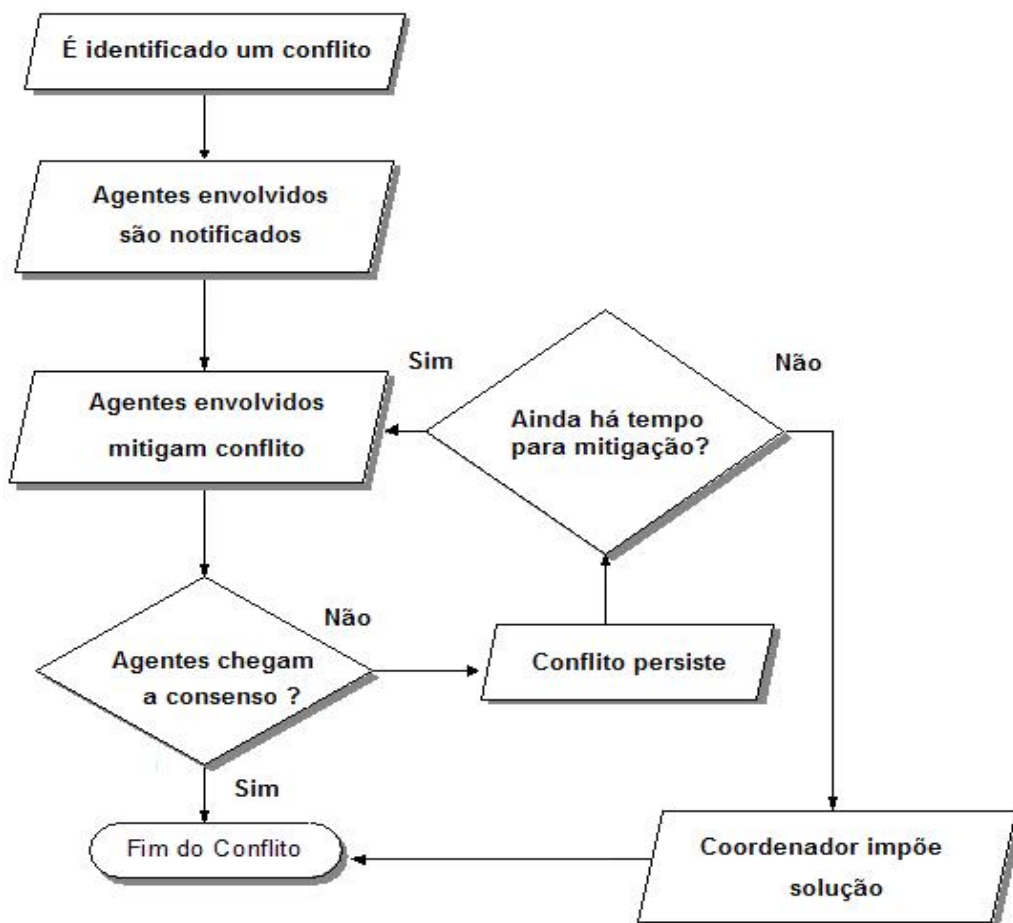 É identificado um conflito
Agentes envolvidos
são notificados
Sim
Não
Agentes envolvidos
mitigam conflito
Ainda há tempo
para mitigação?
Não
Agentes chegam
a consenso ?
Conflito persiste
Sim
Fim do Conflito
Coordenador impõe
solução